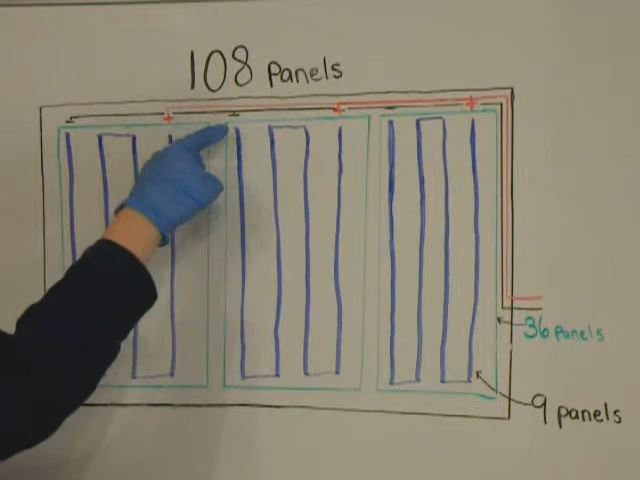 108 Panels
- + - + - +
36 Panels
9 panels